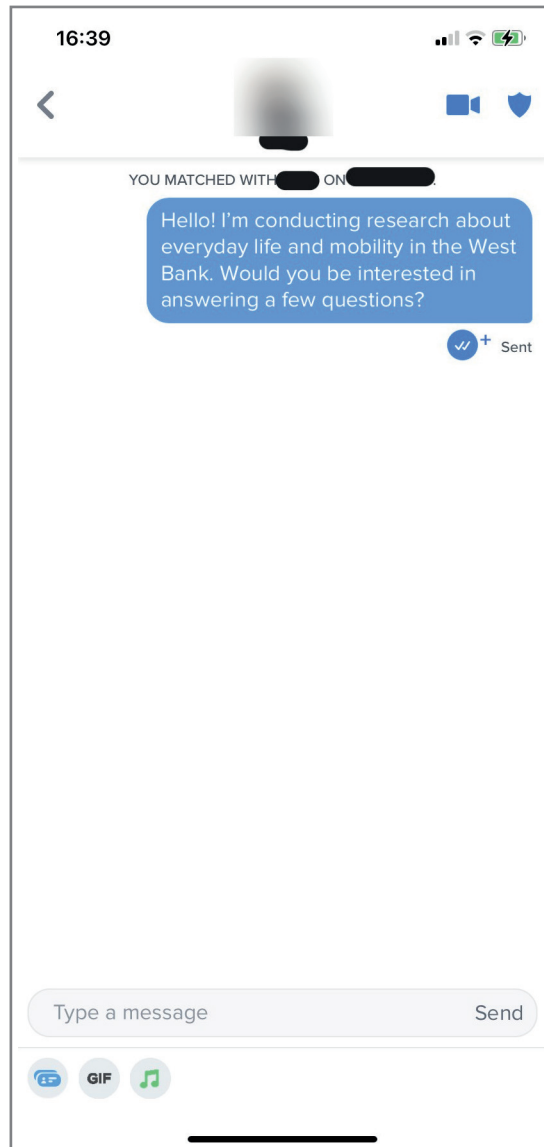 16:39
YOU MATCHED WITH ON .
Hello! I'm conducting research about
everyday life and mobility in the West
Bank. Would you be interested in
answering a few questions?
Sent
Type a message
Send
GIF